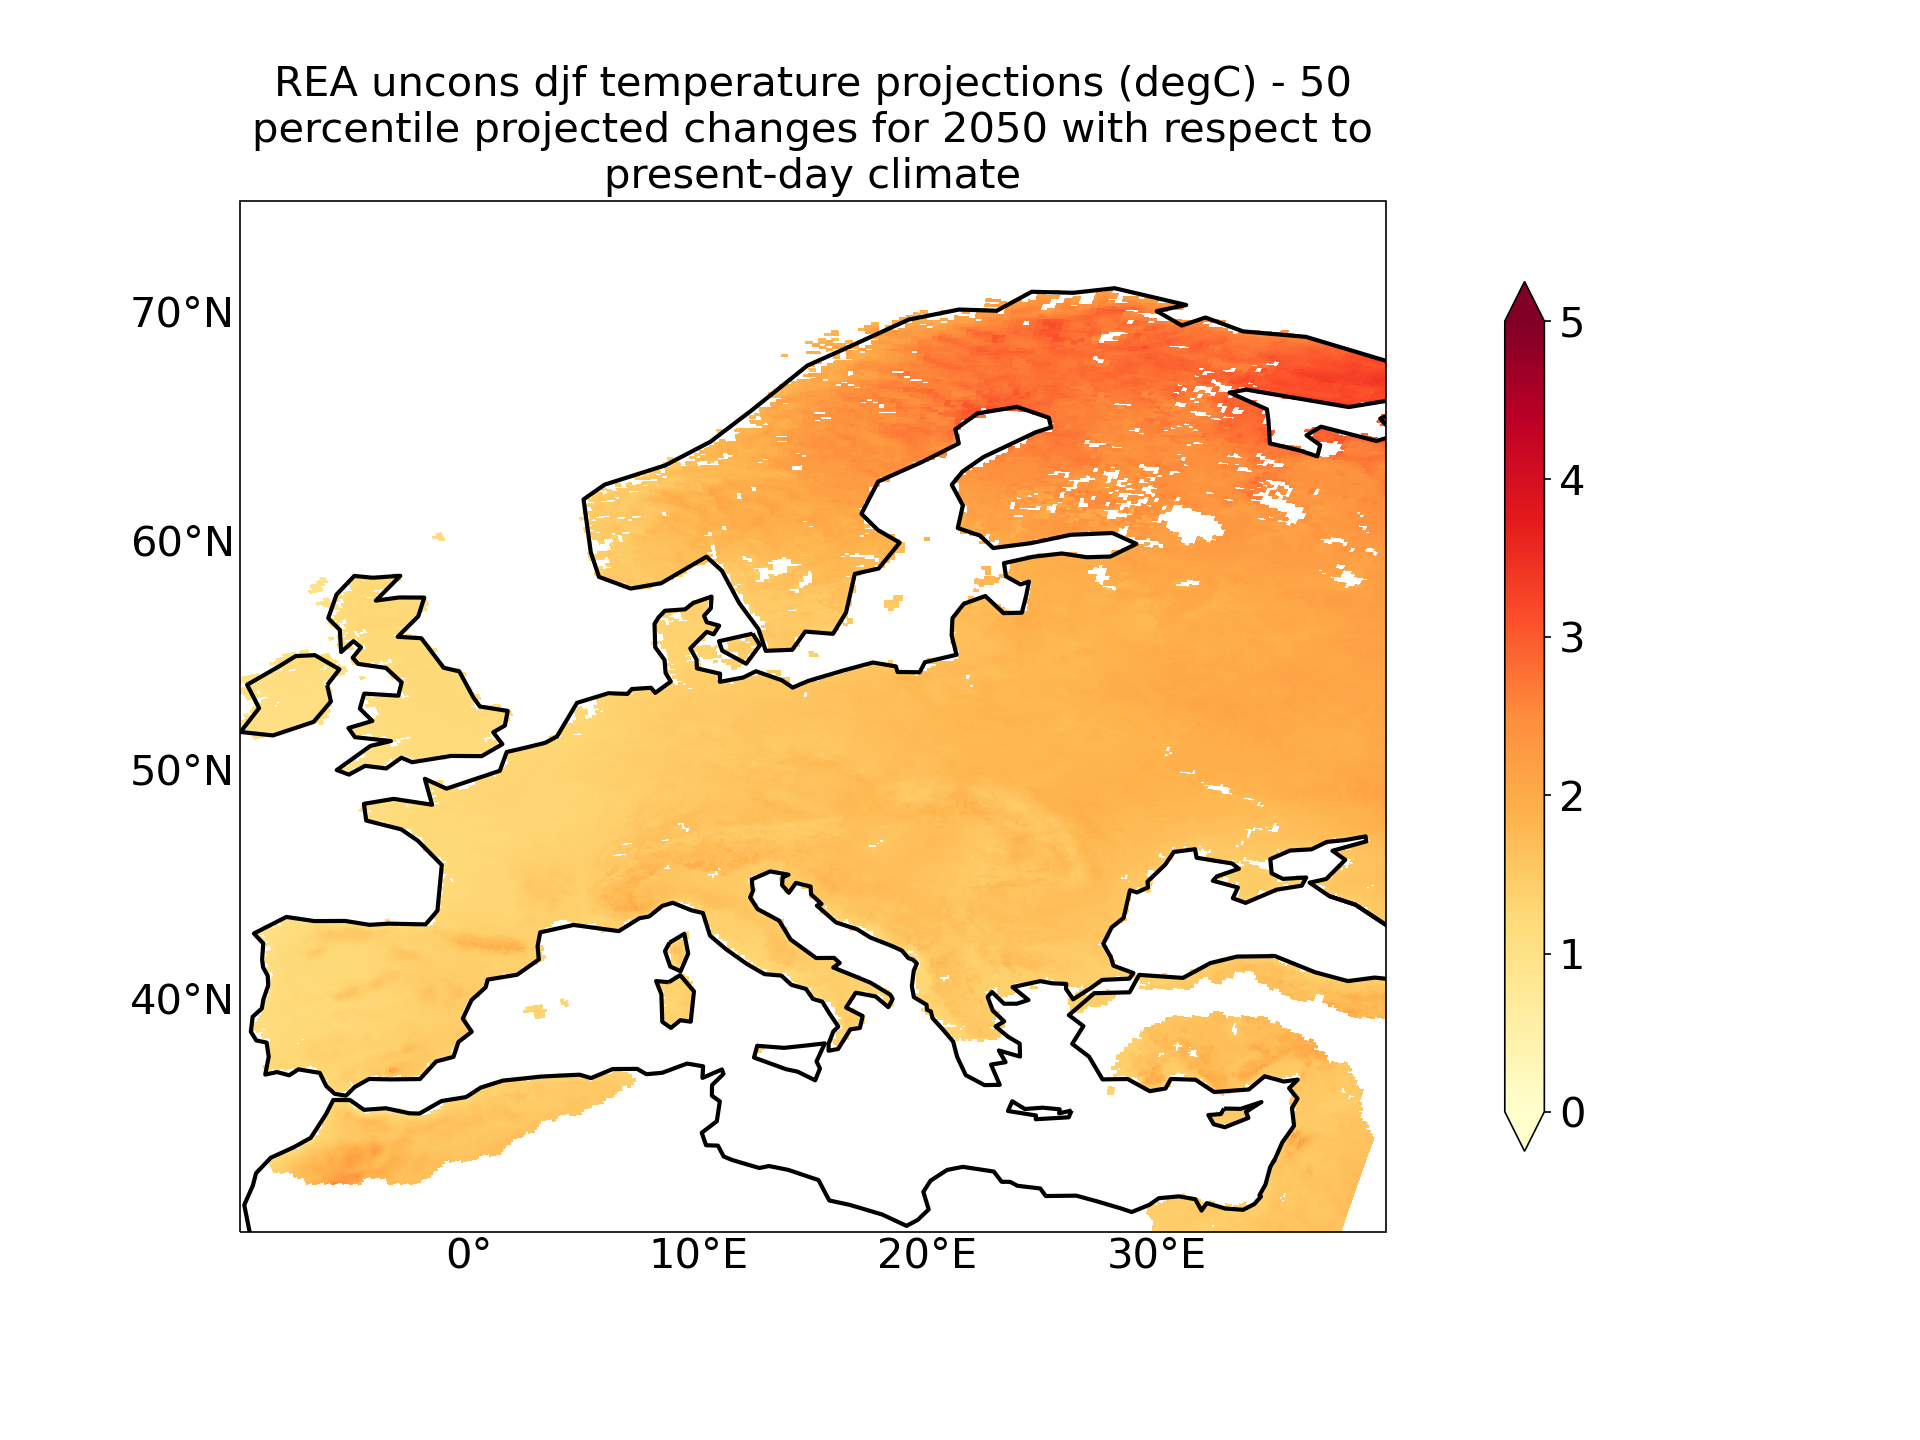 REA uncons djf temperature projections (degC) - 50
percentile projected changes for 2050 with respect to
present-day climate
70°N
60°N
50°N
40°N
0°
10°E
20°E
30°E
5
4
3
2
1
0